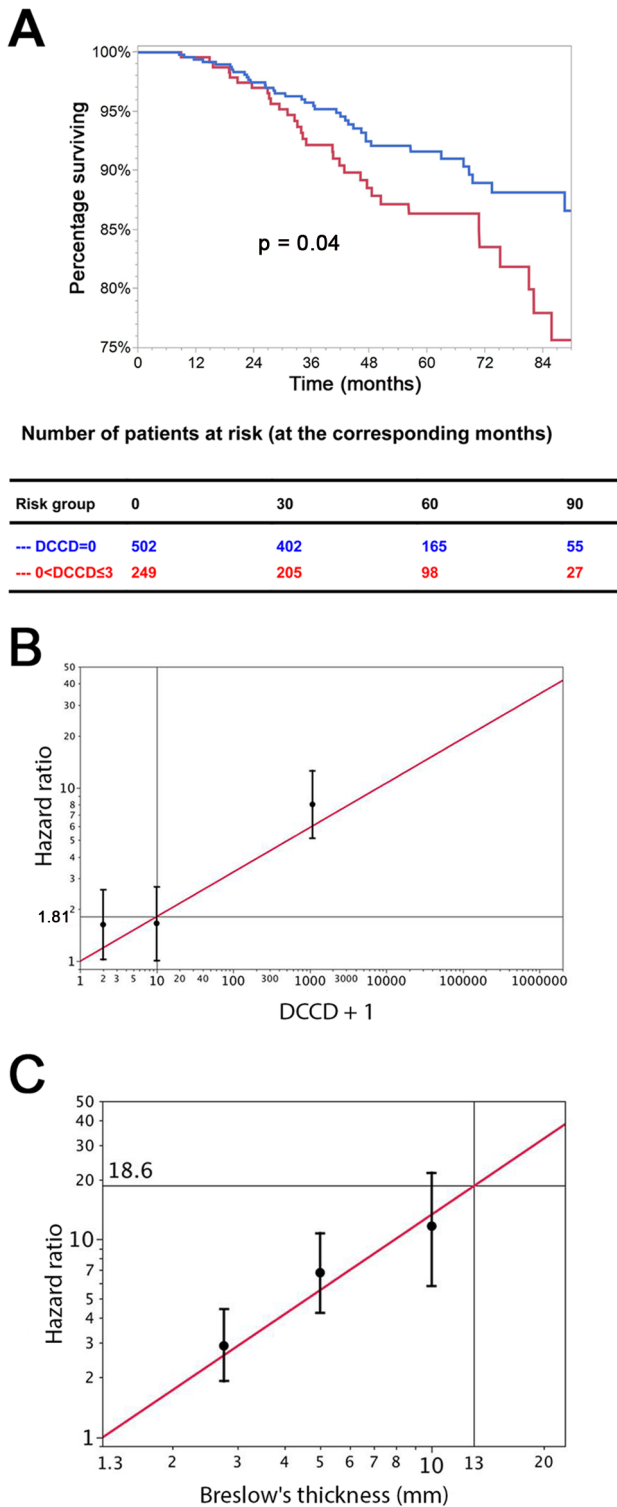 A
100%
95%
90%
85%
80%
75%
Percentage surviving
p = 0.04
0 12 24 36 48 60 72 84
Time (months)
Number of patients at risk (at the corresponding months)
Risk group 0 30 60 90
--- DCCD=0 502 402 165 55
--- 0<DCCD≤3 249 205 98 27
B
50
40
30
20
10
8
7
6
5
4
3
2
1.81
1
Hazard ratio
1 2 3 5 10 20 40 100 300 1000 3000 10000 100000 1000000
DCCD + 1
C
50
40
30
20
18.6
10
7
5
4
3
2
1
Hazard ratio
1.3 2 3 4 5 6 7 8 10 13 20
Breslow's thickness (mm)